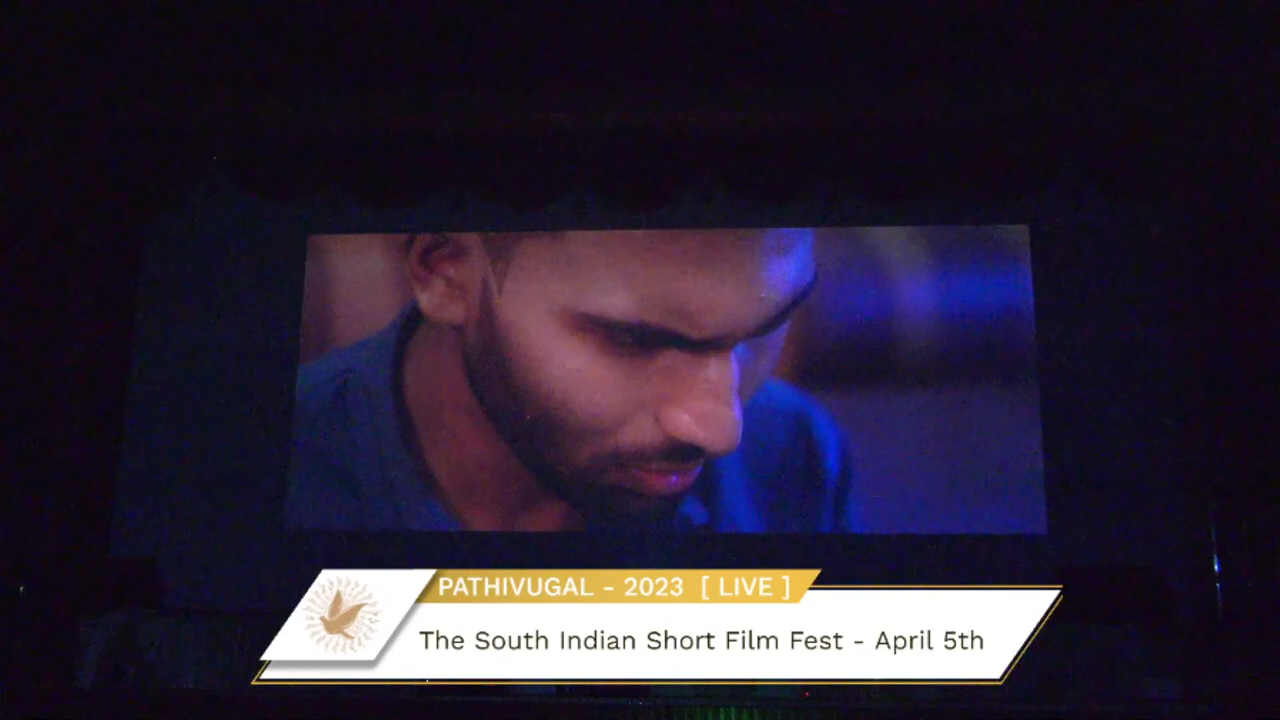 PATHIVUGAL - 2023 [ LIVE ]
The South Indian Short Film Fest - April 5th